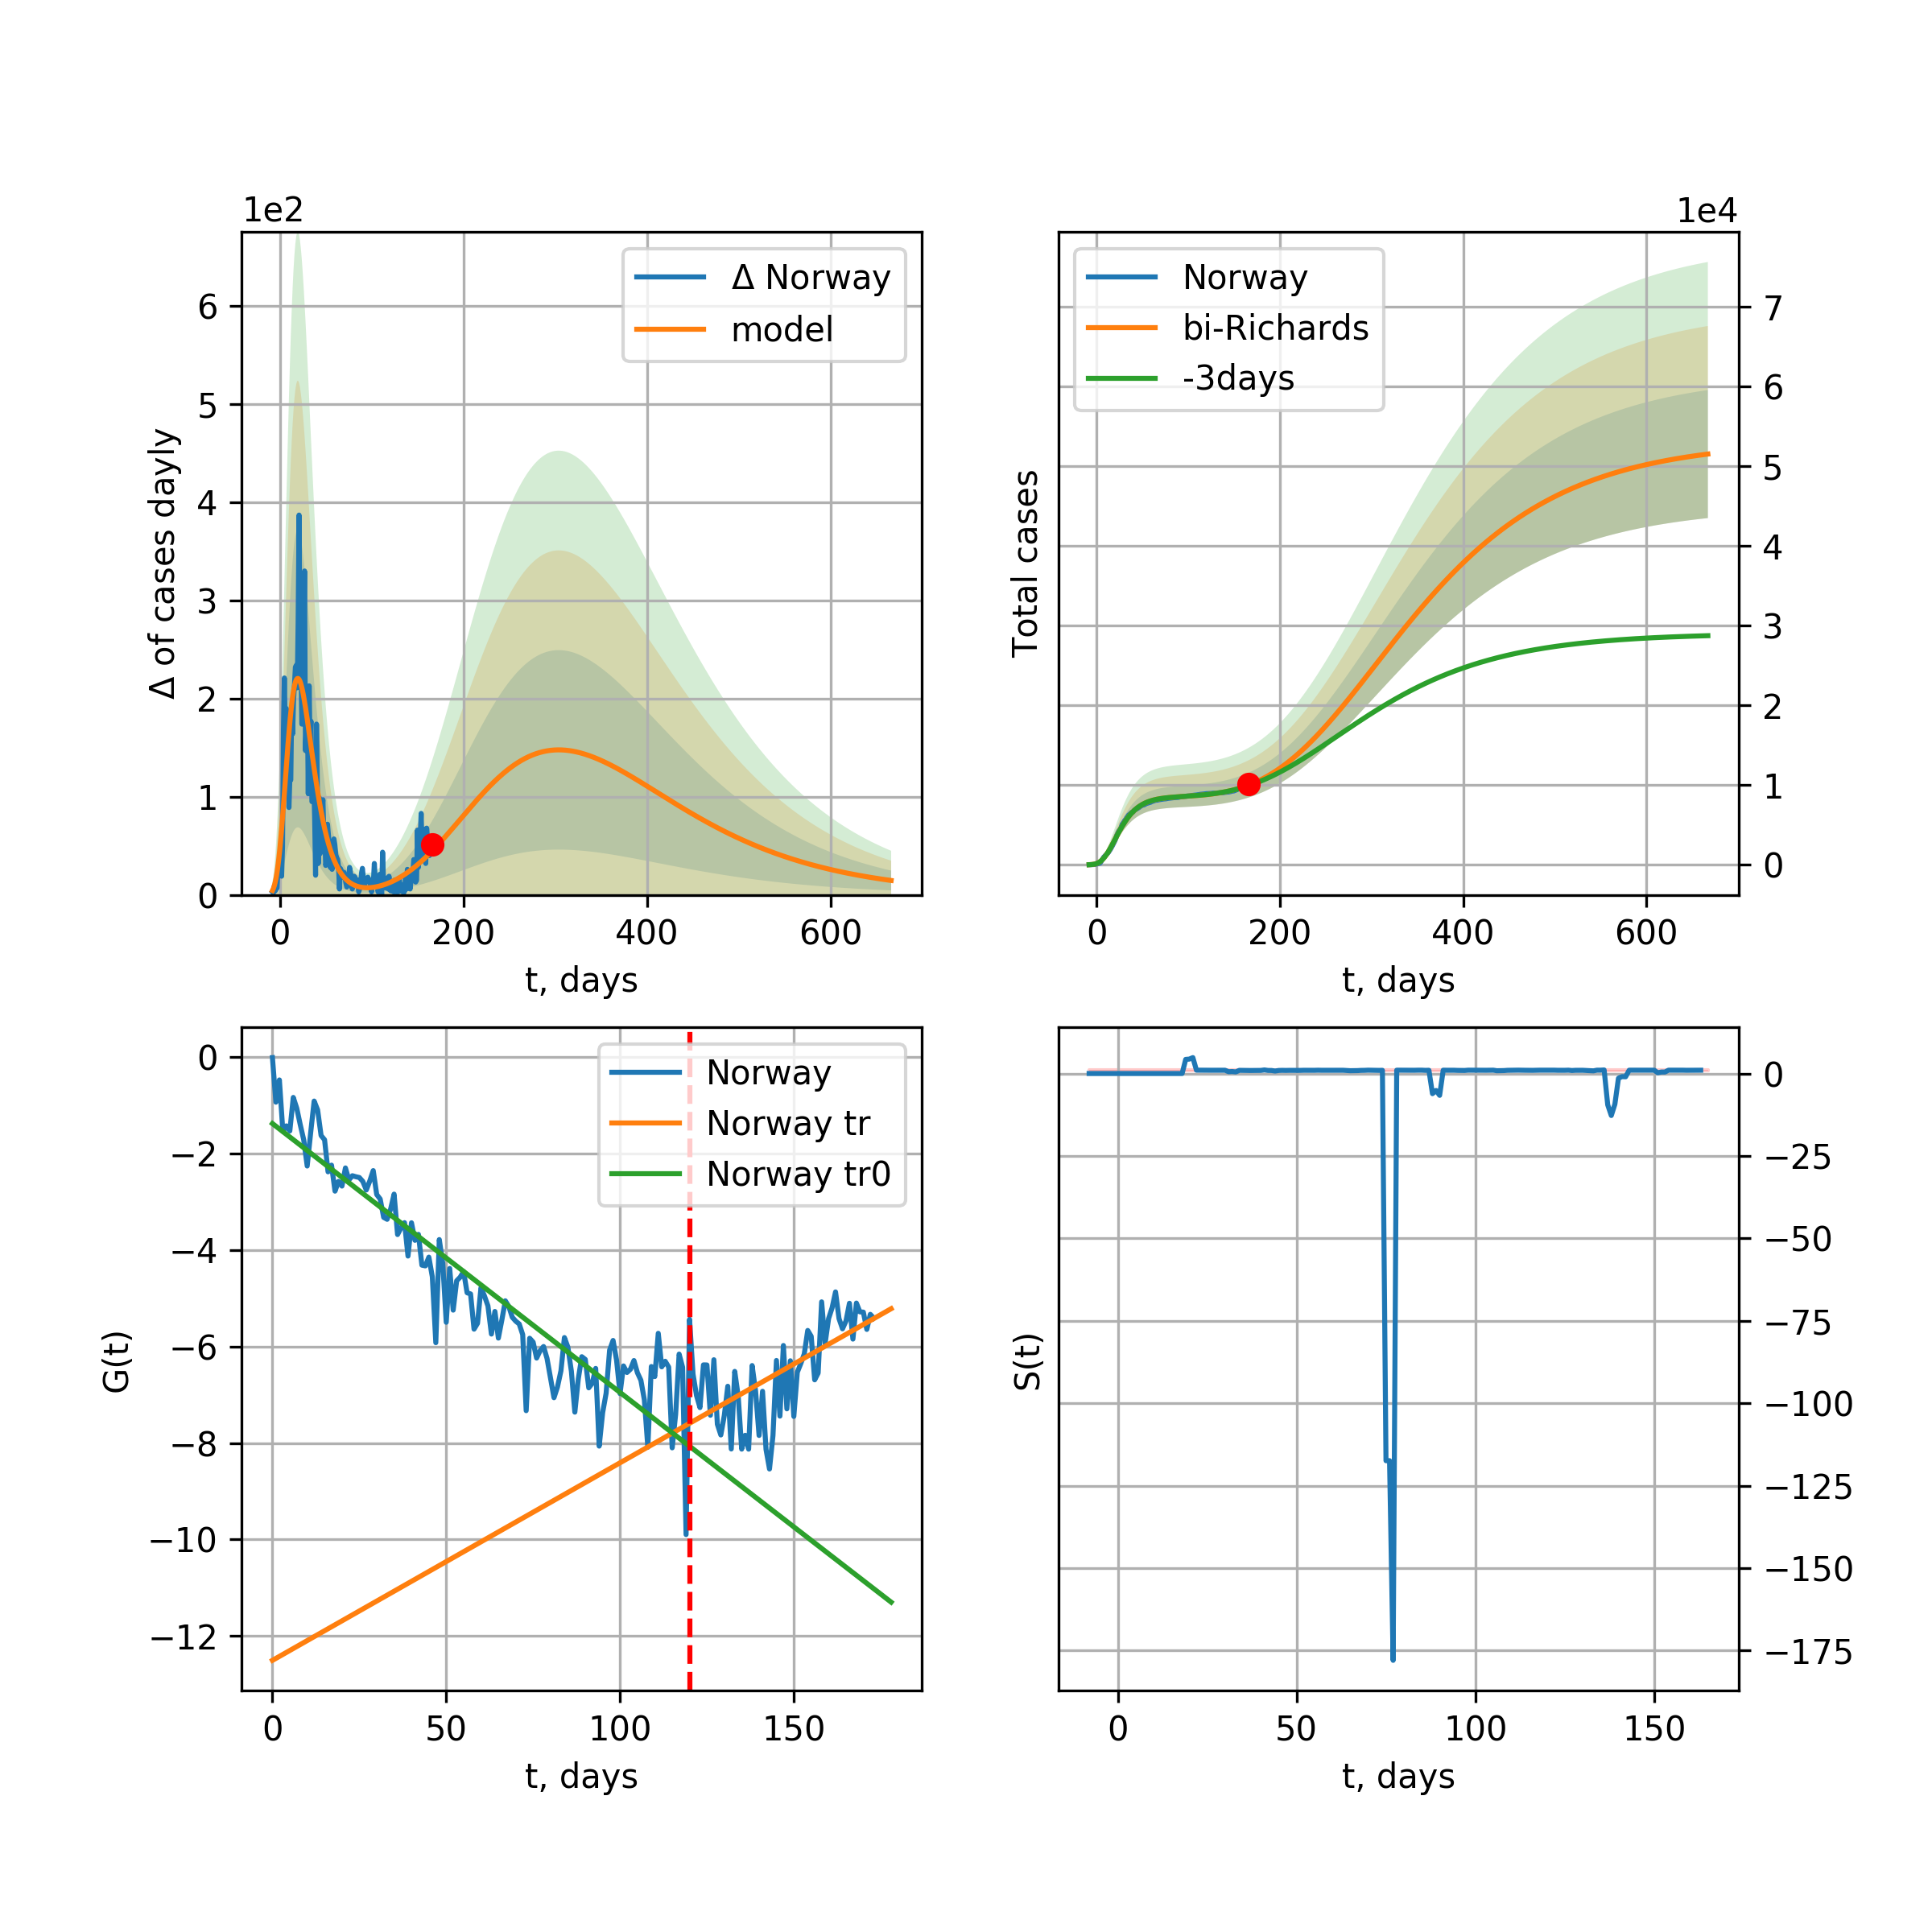 1e2
Δ Norway
model
6
5
4
3
2
1
0
Δ of cases dayly
0
200
400
600
t, days
1e4
Norway
bi-Richards
-3days
7
6
5
4
3
2
1
0
Total cases
0
200
400
600
t, days
Norway
Norway tr
Norway tr0
0
−2
−4
−6
−8
−10
−12
G(t)
0
50
100
150
t, days
0
−25
−50
−75
−100
−125
−150
−175
S(t)
0
50
100
150
t, days